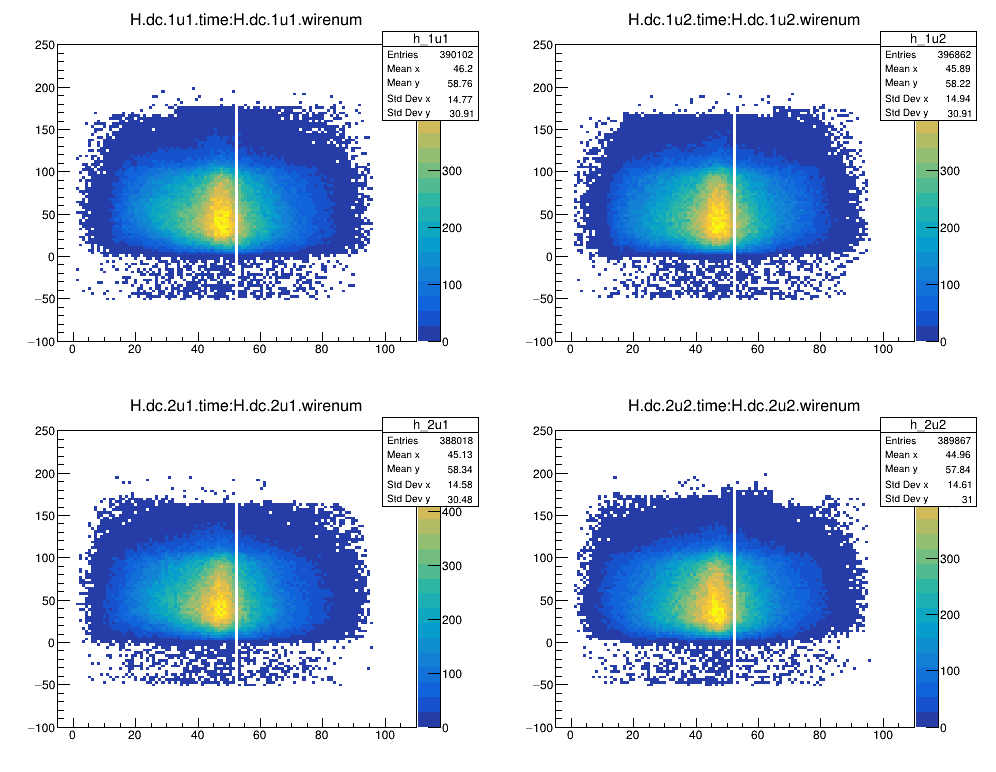 H.dc.1u1.time:H.dc.1u1.wirenum
h_1u1
Entries 390102
Mean x 46.2
Mean y 58.76
Std Dev x 14.77
Std Dev y 30.91
250
200
150
100
50
0
−50
−100
0 20 40 60 80 100
300
200
100
0
H.dc.1u2.time:H.dc.1u2.wirenum
h_1u2
Entries 396862
Mean x 45.89
Mean y 58.22
Std Dev x 14.94
Std Dev y 30.91
250
200
150
100
50
0
−50
−100
0 20 40 60 80 100
300
200
100
0
H.dc.2u1.time:H.dc.2u1.wirenum
h_2u1
Entries 388018
Mean x 45.13
Mean y 58.34
Std Dev x 14.58
Std Dev y 30.48
250
200
150
100
50
0
−50
−100
0 20 40 60 80 100
400
300
200
100
0
H.dc.2u2.time:H.dc.2u2.wirenum
h_2u2
Entries 389867
Mean x 44.96
Mean y 57.84
Std Dev x 14.61
Std Dev y 31
250
200
150
100
50
0
−50
−100
0 20 40 60 80 100
300
200
100
0